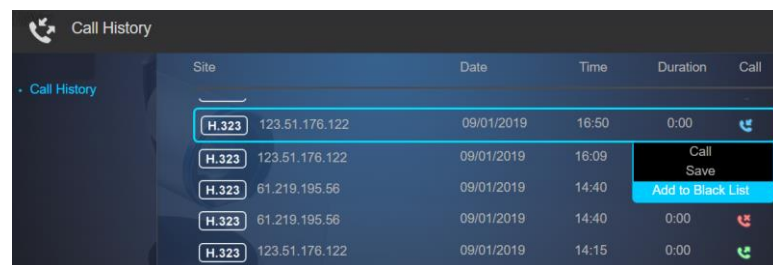 Call History
Site Date Time Duration Call
• Call History
H.323 123.51.176.122 09/01/2019 16:50 0:00
H.323 123.51.176.122 09/01/2019 16:09
Call
Save
H.323 61.219.195.56 09/01/2019 14:40
Add to Black List
H.323 61.219.195.56 09/01/2019 14:40 0:00
H.323 123.51.176.122 09/01/2019 14:15 0:00